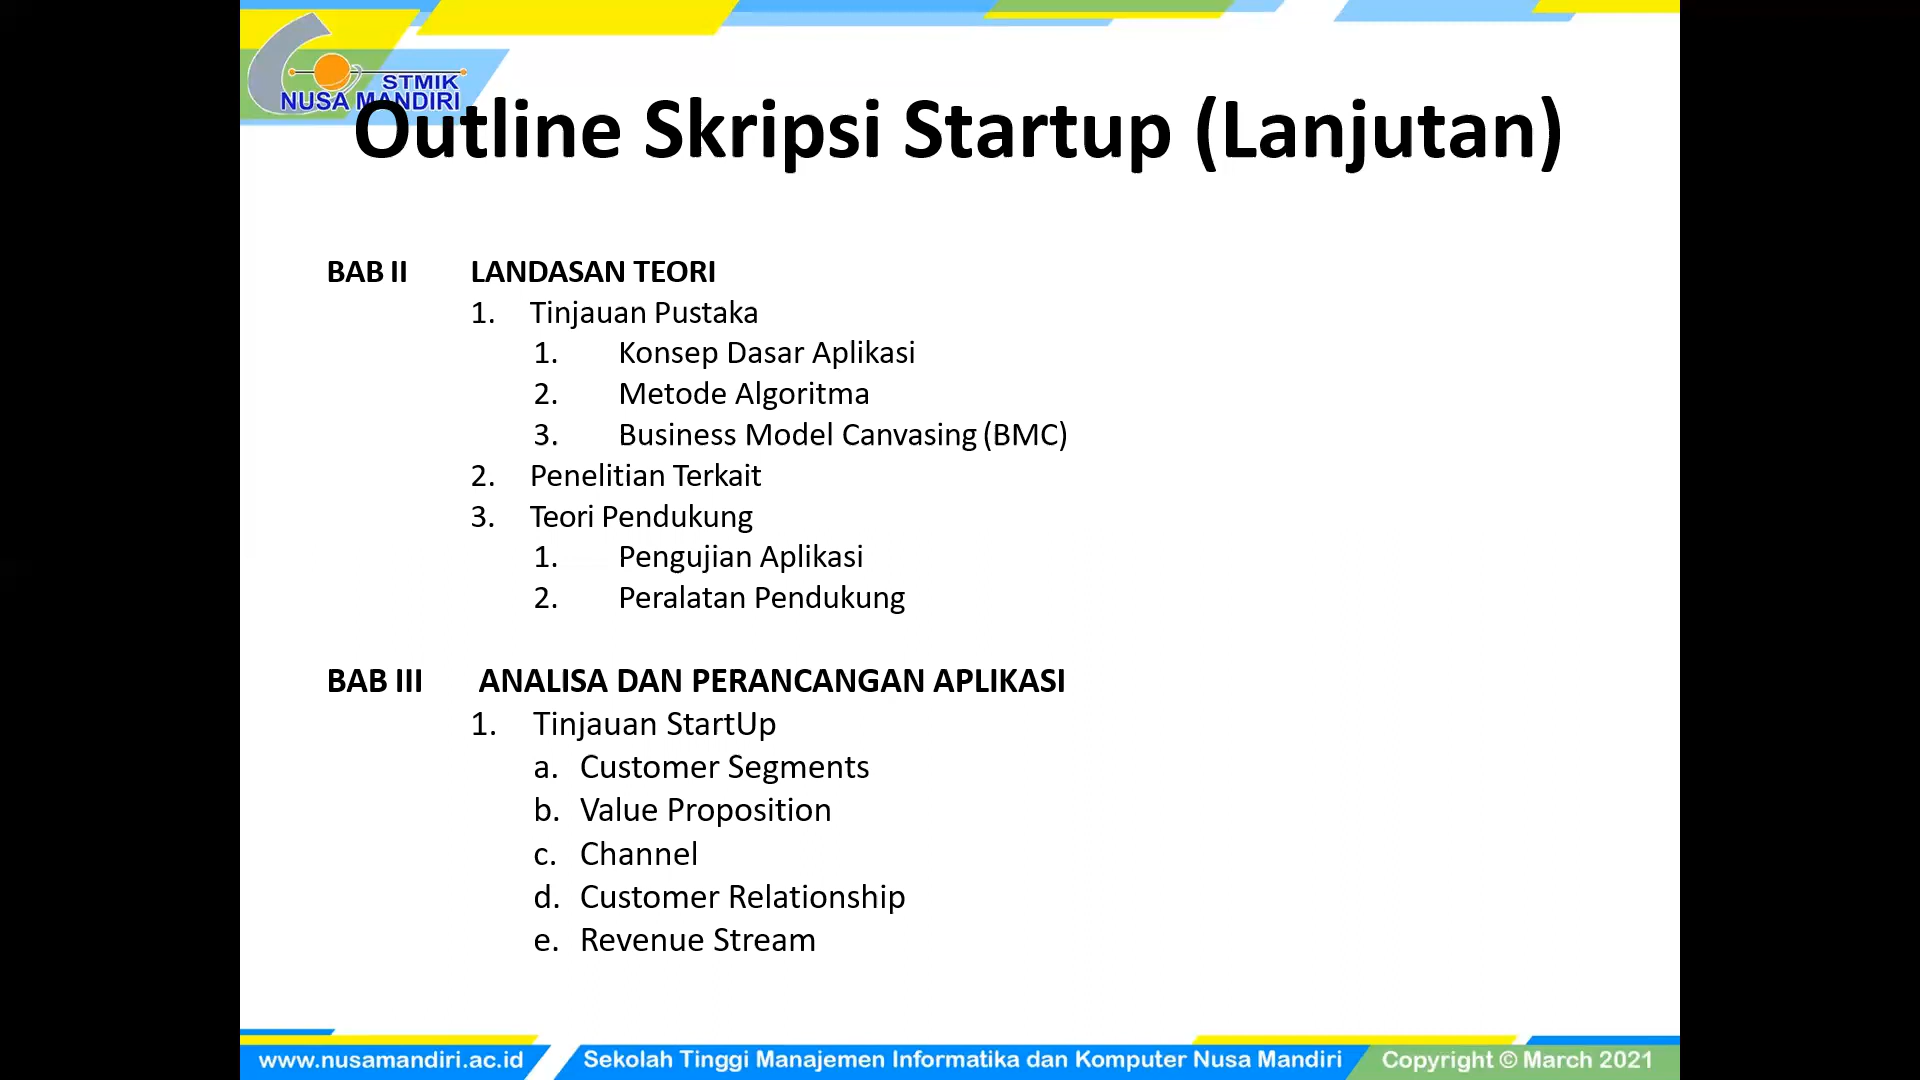 STMIK
NUSA MANDIRI
Outline Skripsi Startup (Lanjutan)
BAB II LANDASAN TEORI
1. Tinjauan Pustaka
1. Konsep Dasar Aplikasi
2. Metode Algoritma
3. Business Model Canvasing (BMC)
2. Penelitian Terkait
3. Teori Pendukung
1. Pengujian Aplikasi
2. Peralatan Pendukung
BAB III ANALISA DAN PERANCANGAN APLIKASI
1. Tinjauan StartUp
a. Customer Segments
b. Value Proposition
c. Channel
d. Customer Relationship
e. Revenue Stream
www.nusamandiri.ac.id Sekolah Tinggi Manajemen Informatika dan Komputer Nusa Mandiri Copyright © March 2021